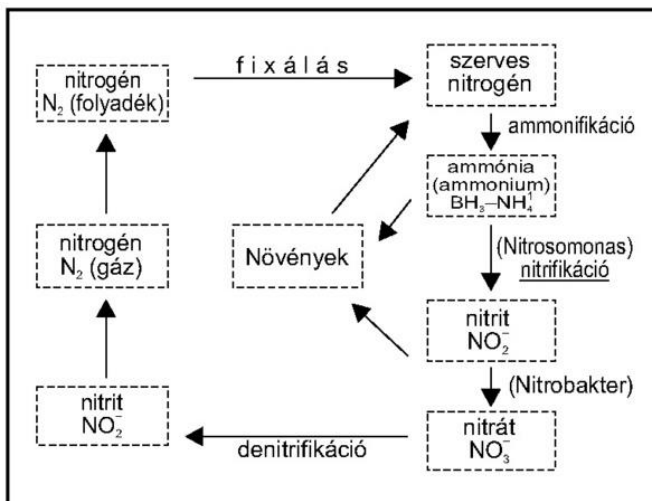 nitrogén
N₂ (folyadék)
fixálás
szerves
nitrogén
ammonifikáció
ammónia
(ammonium)
BH₃–NH₄¹
nitrogén
N₂ (gáz)
Növények
(Nitrosomonas)
nitrifikáció
nitrit
NO₂⁻
(Nitrobakter)
nitrit
NO₂⁻
denitrifikáció
nitrát
NO₃⁻